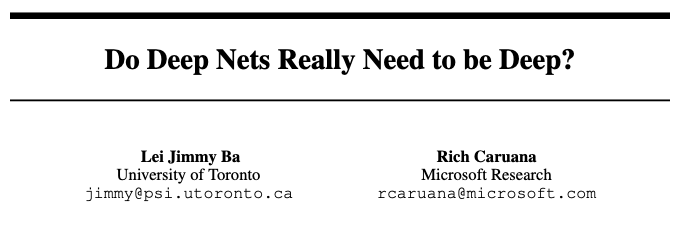 Do Deep Nets Really Need to be Deep?
Lei Jimmy Ba
University of Toronto
jimmy@psi.utoronto.ca
Rich Caruana
Microsoft Research
rcaruana@microsoft.com